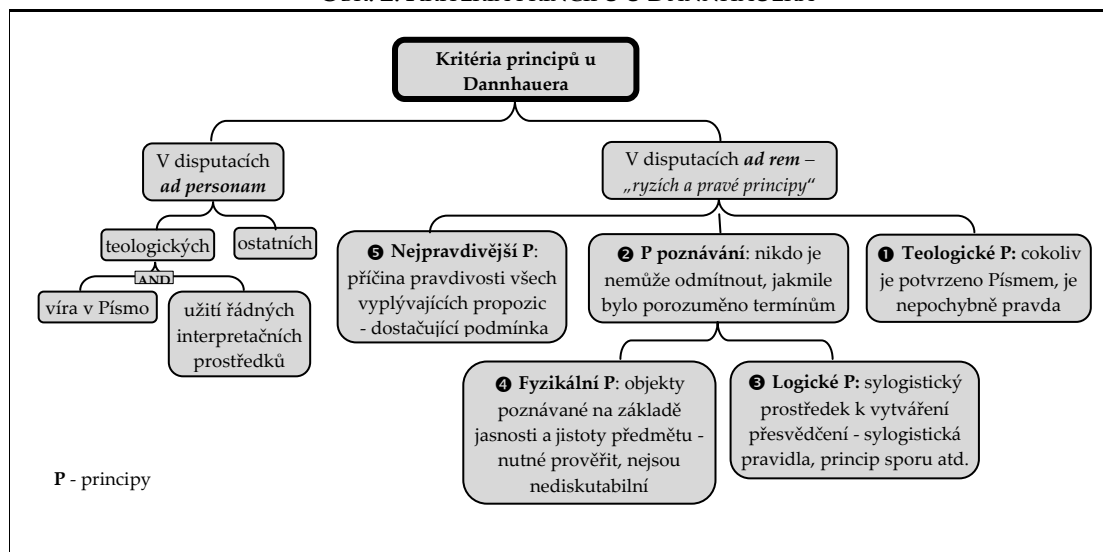 Kritéria principů u
Dannhauera
V disputacích
ad personam
V disputacích ad rem –
„ryzích a pravé principy“
teologických
ostatních
AND
víra v Písmo
užití řádných
interpretačních
prostředků
❺ Nejpravdivější P:
příčina pravdivosti všech
vyplývajících propozic
- dostačující podmínka
❷ P poznávání: nikdo je
nemůže odmítnout, jakmile
bylo porozuměno termínům
❶ Teologické P: cokoliv
je potvrzeno Písmem, je
nepochybně pravda
❹ Fyzikální P: objekty
poznávané na základě
jasnosti a jistoty předmětu -
nutné prověřit, nejsou
nediskutabilní
❸ Logické P: sylogistický
prostředek k vytváření
přesvědčení - sylogistická
pravidla, princip sporu atd.
P - principy